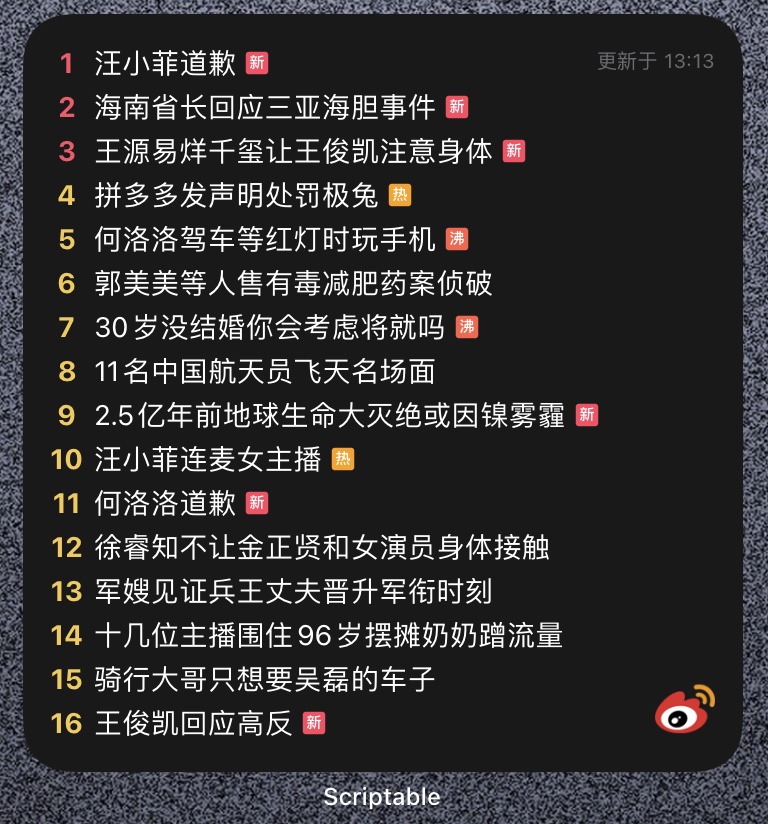 1 汪小菲道歉 新 更新于 13:13
2 海南省长回应三亚海胆事件 新
3 王源易烊千玺让王俊凯注意身体 新
4 拼多多发声明处罚极兔 热
5 何洛洛驾车等红灯时玩手机 沸
6 郭美美等人售有毒减肥药案侦破
7 30岁没结婚你会考虑将就吗 沸
8 11名中国航天员飞天名场面
9 2.5亿年前地球生命大灭绝或因镍雾霾 新
10 汪小菲连麦女主播 热
11 何洛洛道歉 新
12 徐睿知不让金正贤和女演员身体接触
13 军嫂见证兵王丈夫晋升军衔时刻
14 十几位主播围住96岁摆摊奶奶蹭流量
15 骑行大哥只想要吴磊的车子
16 王俊凯回应高反 新
Scriptable